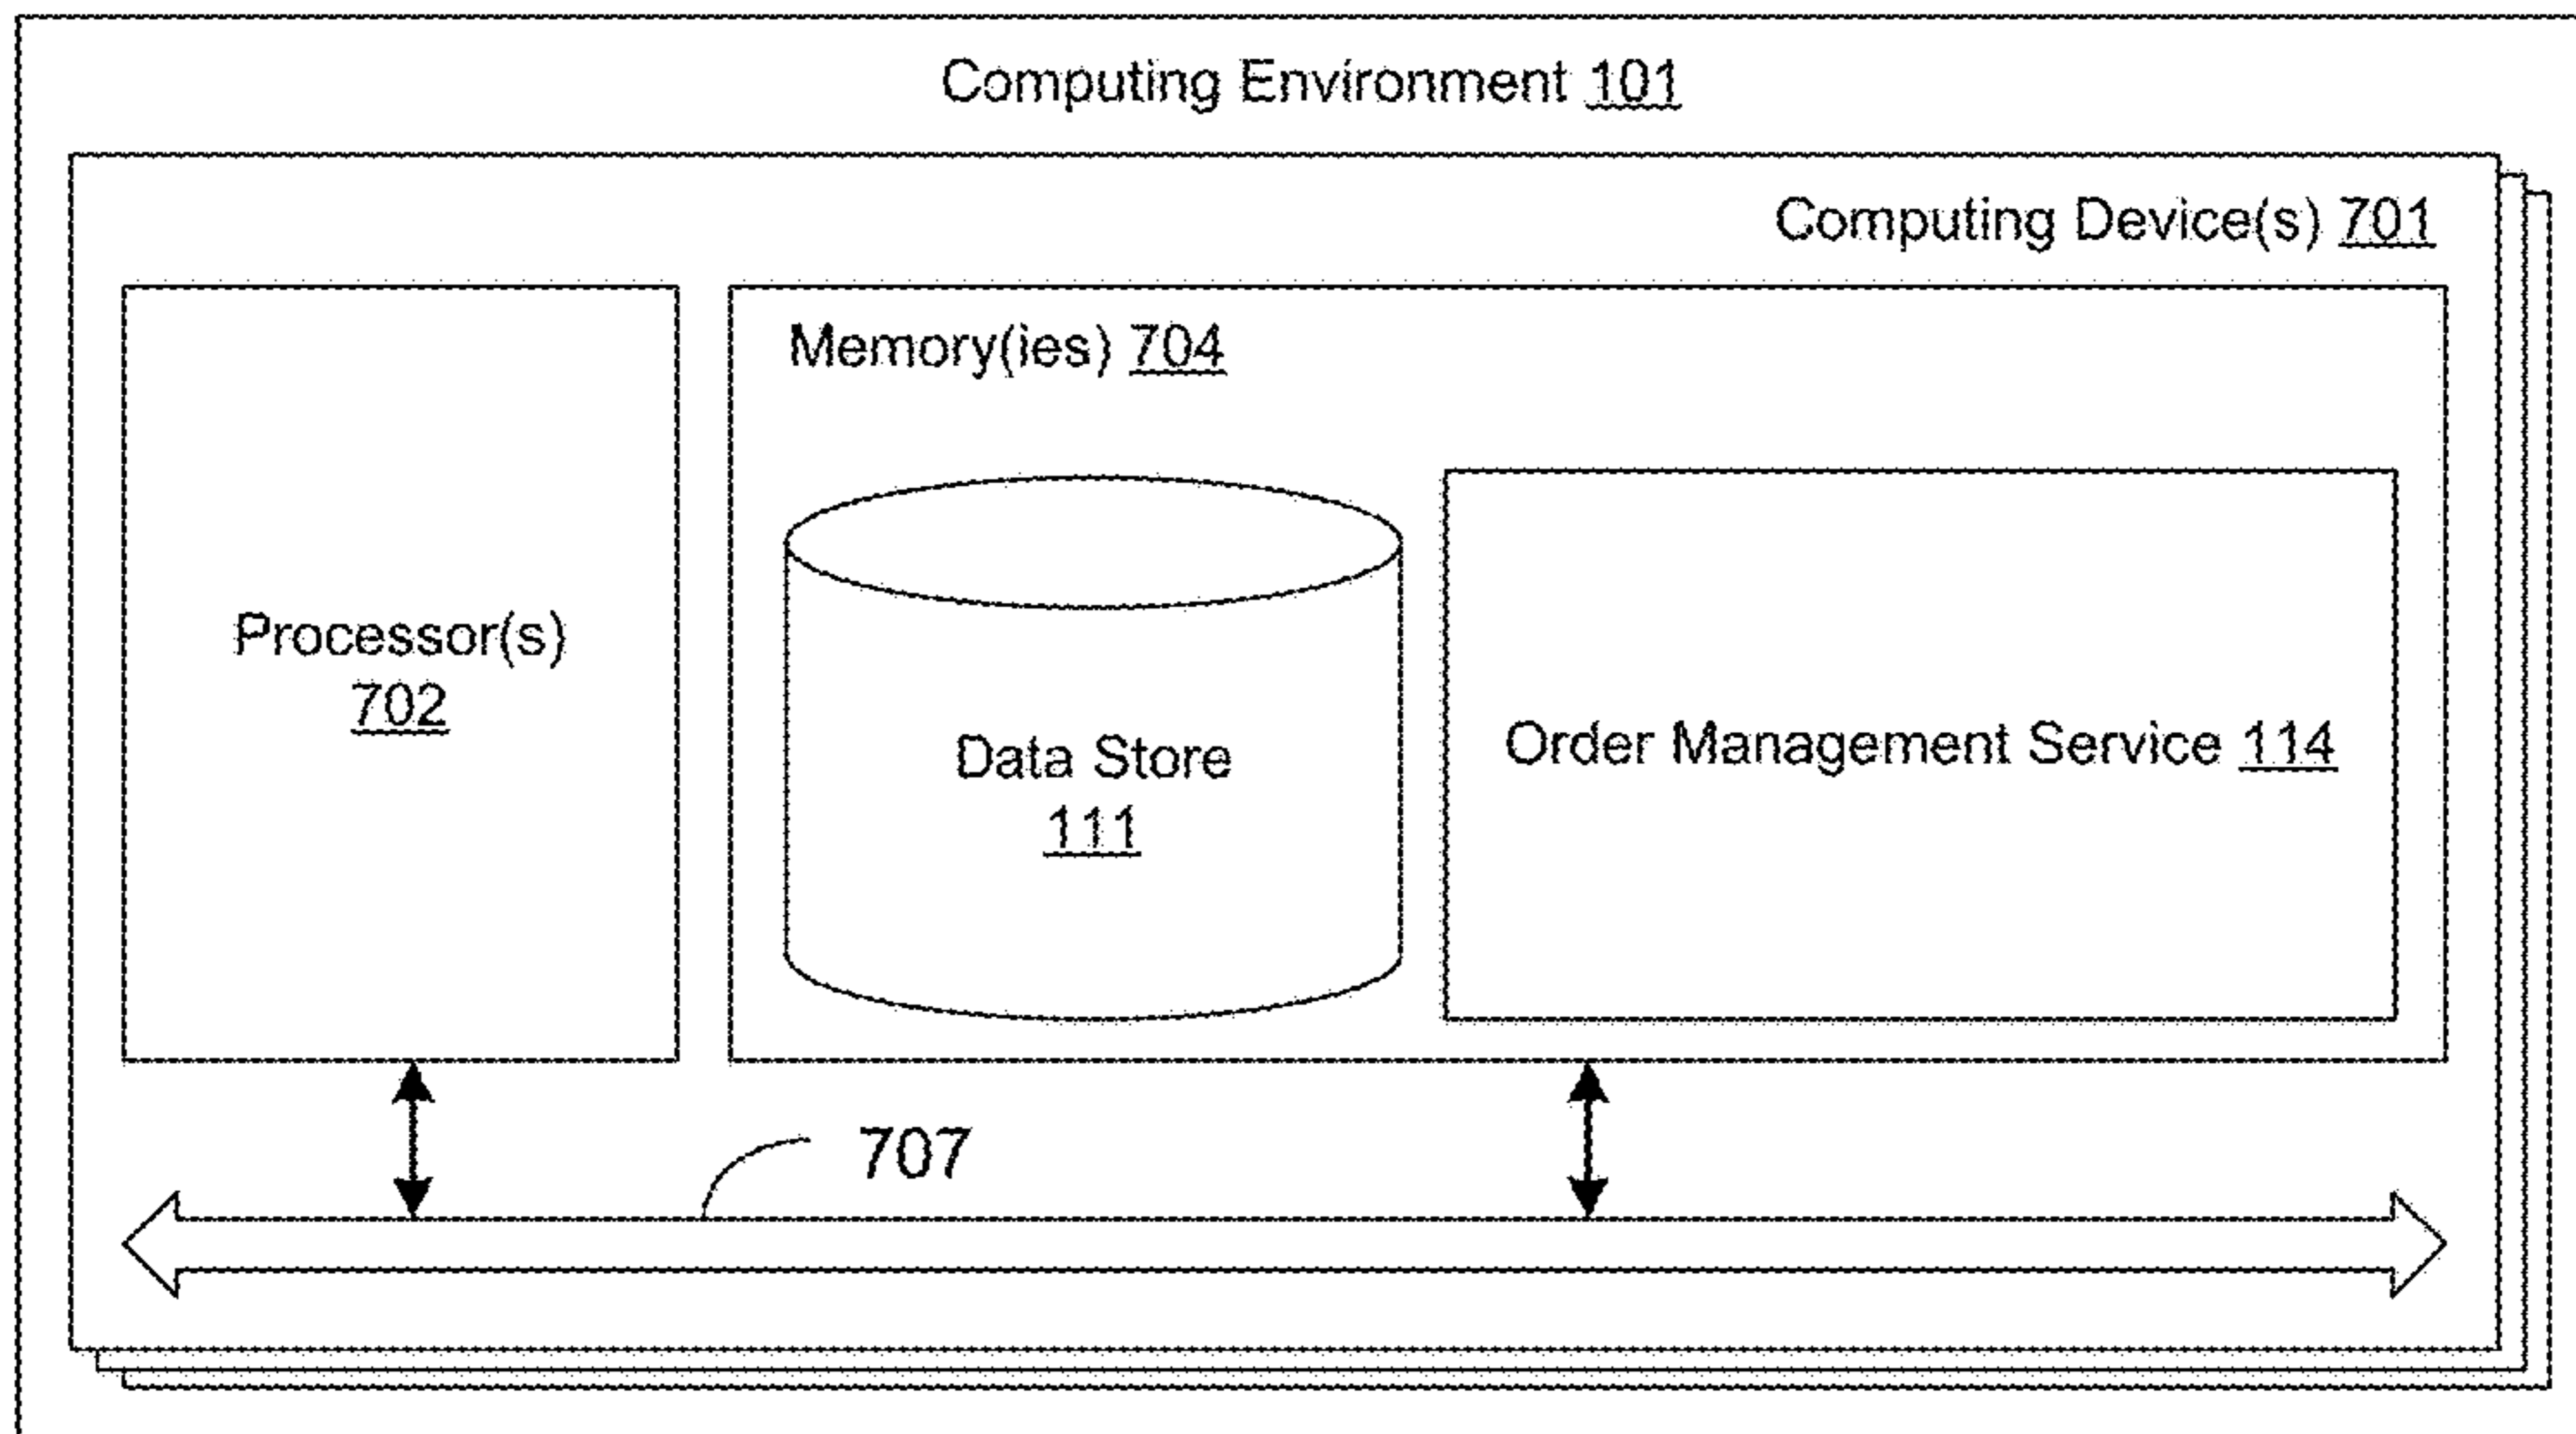 Computing Environment 101
Computing Device(s) 701
Memory(ies) 704
Processor(s)
702
Data Store
111
Order Management Service 114
707